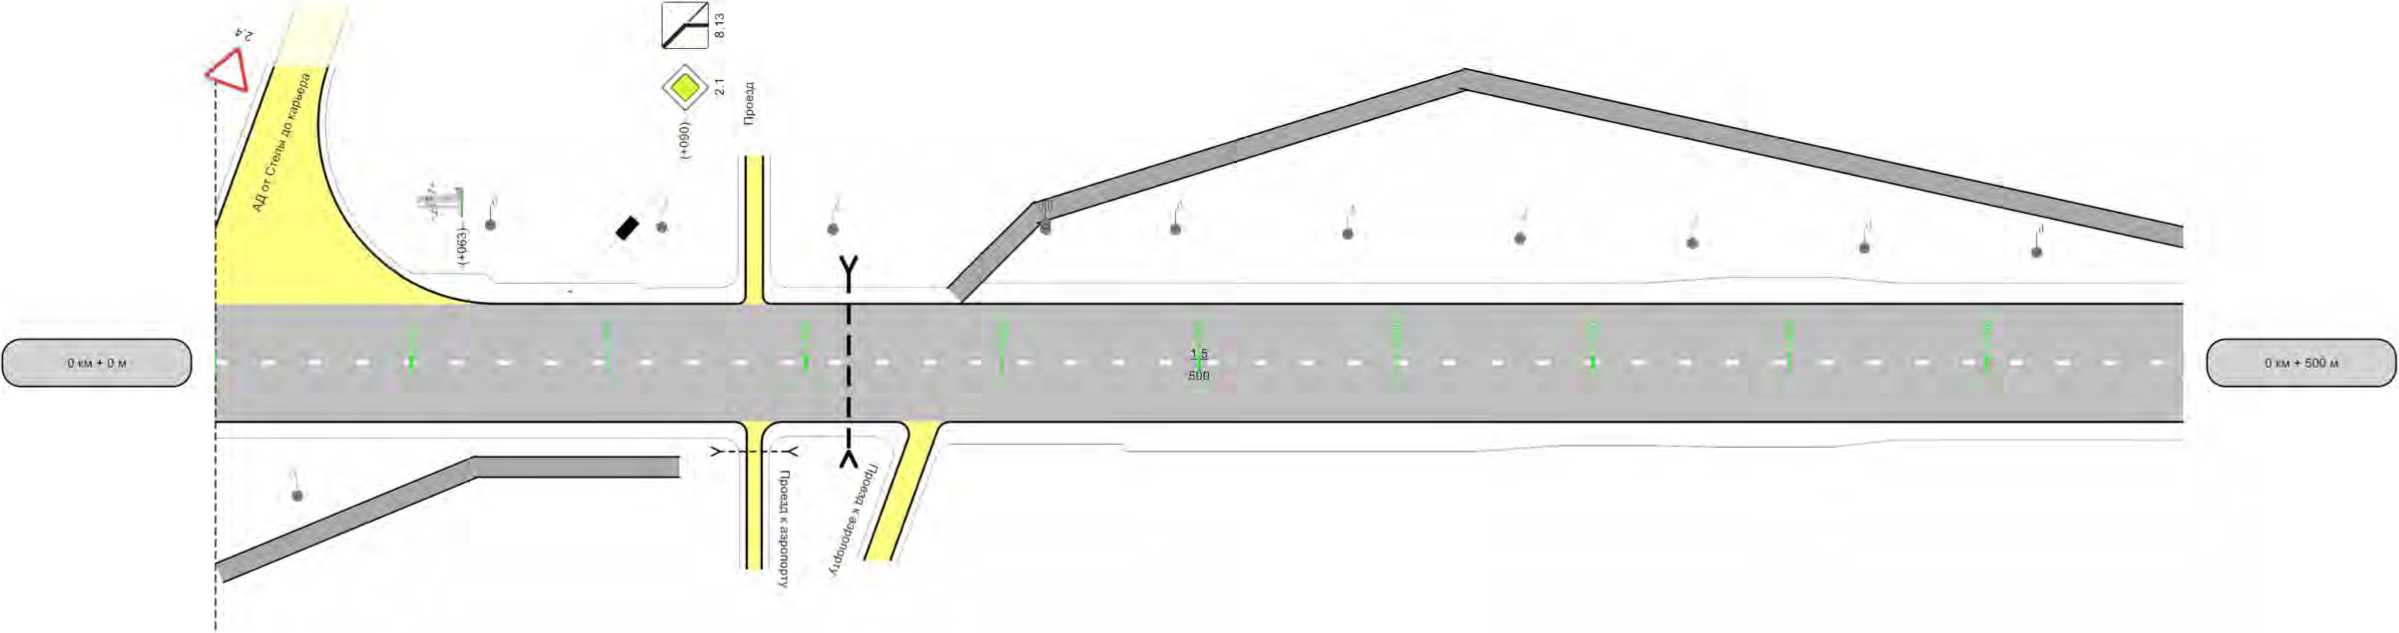 2.4
АД от Стелы до карьера
(+063)
8.13
2.1
(+090)
Проезд
0 км + 0 м
1.5
500
0 км + 500 м
Проезд к аэропорту
Проезд к аэропорту